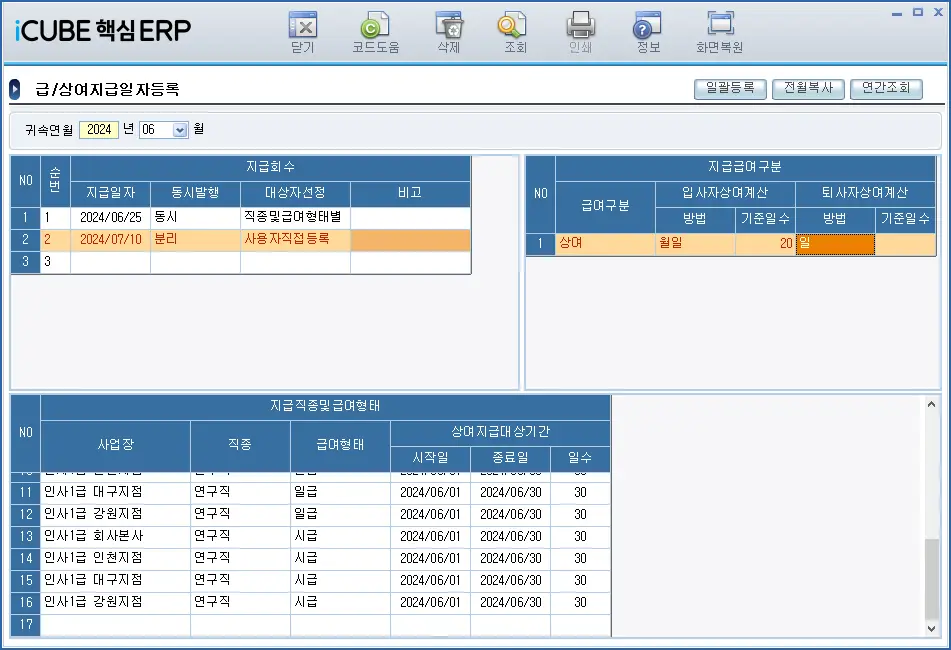 iCUBE 핵심ERP
닫기 코드도움 삭제 조회 인쇄 정보 화면복원
급/상여지급일자등록
일괄등록 전월복사 연간조회
귀속연월 2024 년 06 월
NO 순번 지급회수
지급일자 동시발행 대상자선정 비고
1 1 2024/06/25 동시 직종및급여형태별
2 2 2024/07/10 분리 사용자직접등록
3 3
NO 급여구분 지급급여구분
입사자상여계산 퇴사자상여계산
방법 기준일수 방법 기준일수
1 상여 월일 20 일
NO 지급직종및급여형태
사업장 직종 급여형태 상여지급대상기간
시작일 종료일 일수
11 인사1급 대구지점 연구직 일급 2024/06/01 2024/06/30 30
12 인사1급 강원지점 연구직 일급 2024/06/01 2024/06/30 30
13 인사1급 회사본사 연구직 시급 2024/06/01 2024/06/30 30
14 인사1급 인천지점 연구직 시급 2024/06/01 2024/06/30 30
15 인사1급 대구지점 연구직 시급 2024/06/01 2024/06/30 30
16 인사1급 강원지점 연구직 시급 2024/06/01 2024/06/30 30
17